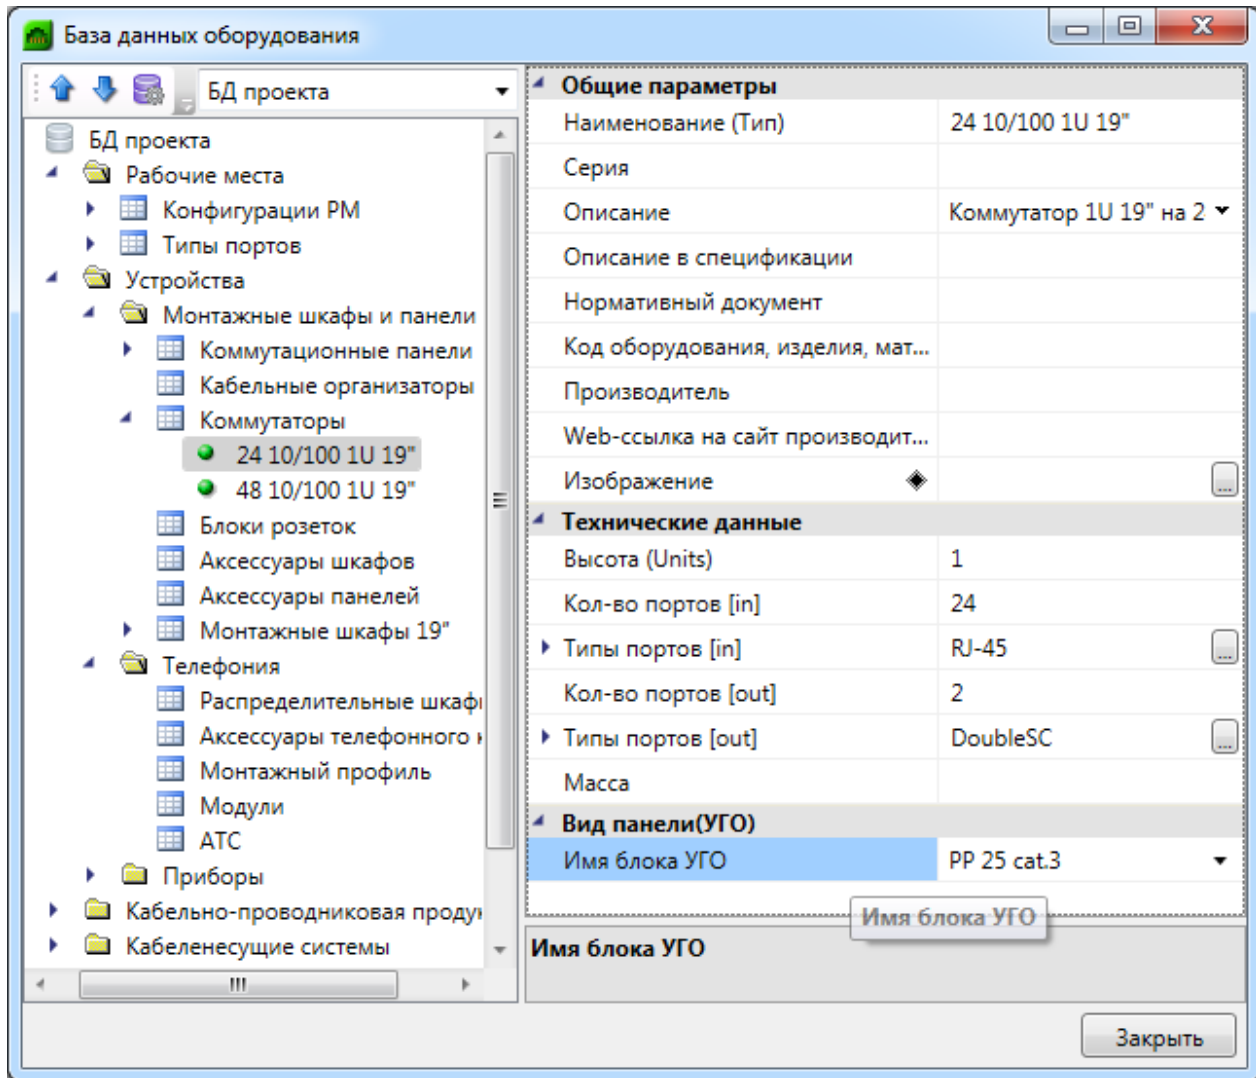 База данных оборудования
БД проекта
БД проекта
Рабочие места
Конфигурации РМ
Типы портов
Устройства
Монтажные шкафы и панели
Коммутационные панели
Кабельные организаторы
Коммутаторы
24 10/100 1U 19"
48 10/100 1U 19"
Блоки розеток
Аксессуары шкафов
Аксессуары панелей
Монтажные шкафы 19"
Телефония
Распределительные шкафы
Аксессуары телефонного к
Монтажный профиль
Модули
АТС
Приборы
Кабельно-проводниковая продук
Кабеленесущие системы
Общие параметры
Наименование (Тип) 24 10/100 1U 19"
Серия
Описание Коммутатор 1U 19" на 2
Описание в спецификации
Нормативный документ
Код оборудования, изделия, мат...
Производитель
Web-ссылка на сайт производит...
Изображение ...
Технические данные
Высота (Units) 1
Кол-во портов [in] 24
Типы портов [in] RJ-45 ...
Кол-во портов [out] 2
Типы портов [out] DoubleSC ...
Масса
Вид панели(УГО)
Имя блока УГО PP 25 cat.3
Имя блока УГО
Имя блока УГО
Закрыть